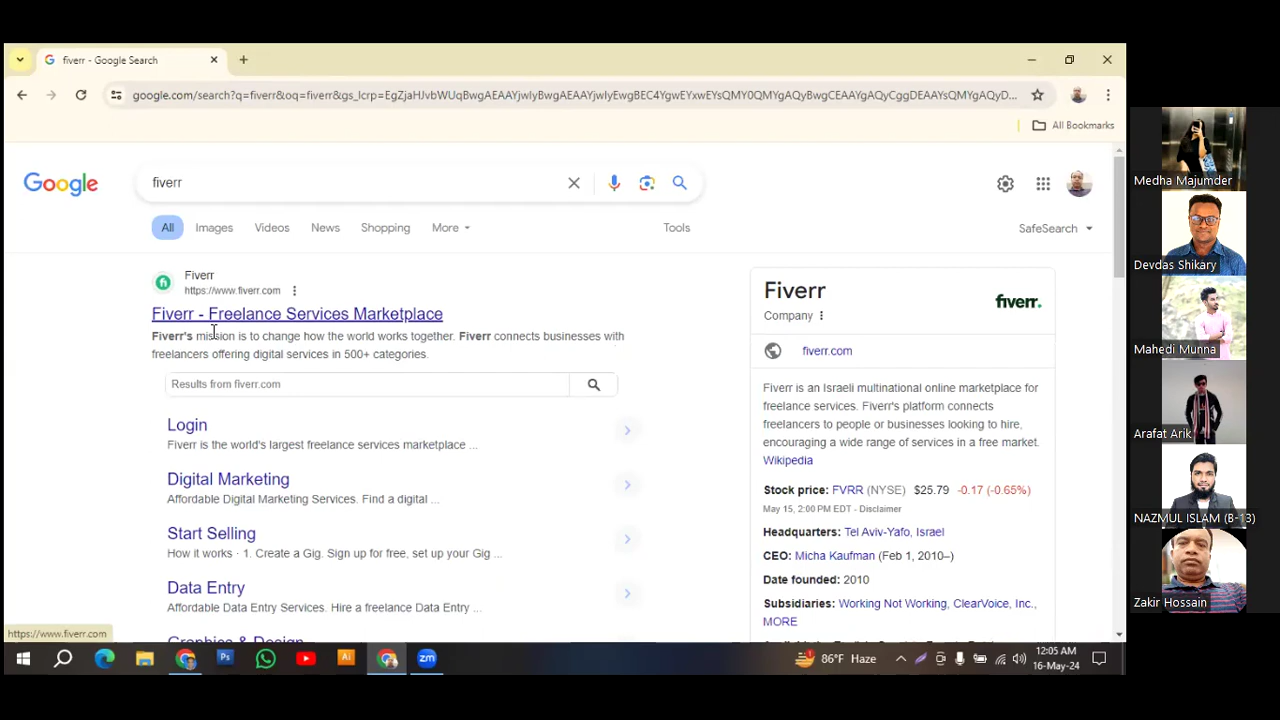 fiverr - Google Search
google.com/search?q=fiverr&oq=fiverr&gs_lcrp=EgZjaHJvbWUqBwgAEAAYjwIyBwgAEAAYjwIyEwgBEC4YgwEYxwEYsQMY0QMYgAQyBwgCEAAYgAQyCggDEAAYsQMYgAQyD...
All Bookmarks
Google
fiverr
All
Images
Videos
News
Shopping
More
Tools
SafeSearch
Fiverr
https://www.fiverr.com
Fiverr - Freelance Services Marketplace
Fiverr's mission is to change how the world works together. Fiverr connects businesses with
freelancers offering digital services in 500+ categories.
Results from fiverr.com
Login
Fiverr is the world's largest freelance services marketplace ...
Digital Marketing
Affordable Digital Marketing Services. Find a digital ...
Start Selling
How it works · 1. Create a Gig. Sign up for free, set up your Gig ...
Data Entry
Affordable Data Entry Services. Hire a freelance Data Entry ...
Graphics & Design
Fiverr
Company
fiverr.
fiverr.com
Fiverr is an Israeli multinational online marketplace for
freelance services. Fiverr's platform connects
freelancers to people or businesses looking to hire,
encouraging a wide range of services in a free market.
Wikipedia
Stock price: FVRR (NYSE) $25.79 -0.17 (-0.65%)
May 15, 2:00 PM EDT - Disclaimer
Headquarters: Tel Aviv-Yafo, Israel
CEO: Micha Kaufman (Feb 1, 2010–)
Date founded: 2010
Subsidiaries: Working Not Working, ClearVoice, Inc.,
MORE
https://www.fiverr.com
Ps
Ai
zm
86°F Haze
12:05 AM
16-May-24
Medha Majumder
Devdas Shikary
Mahedi Munna
Arafat Arik
NAZMUL ISLAM (B-13)
Zakir Hossain